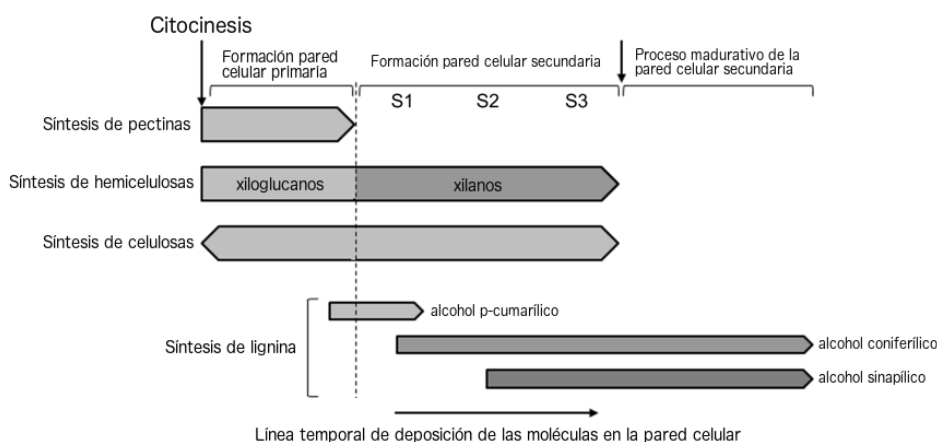 Citocinesis
Formación pared
celular primaria
Formación pared celular secundaria
Proceso madurativo de la
pared celular secundaria
S1
S2
S3
Síntesis de pectinas
Síntesis de hemicelulosas
xiloglucanos
xilanos
Síntesis de celulosas
alcohol p-cumarílico
Síntesis de lignina
alcohol coniferílico
alcohol sinapílico
Línea temporal de deposición de las moléculas en la pared celular